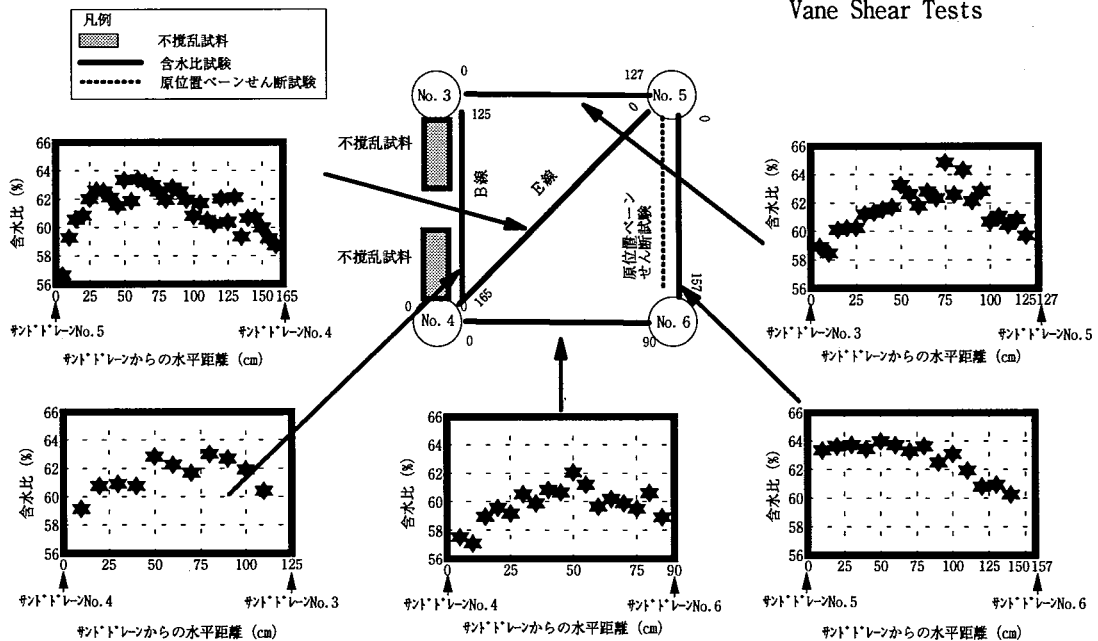 Vane Shear Tests
凡例
不撹乱試料
含水比試験
原位置ベーンせん断試験
No. 3
0
127
No. 5
125
0
0
不撹乱試料
B線
E線
原位置ベーン
せん断試験
不撹乱試料
0
0
165
157
No. 4
0
90
No. 6
66
64
62
60
58
56
含水比 (%)
0
25
50
75
100
125
150
165
サンドドレーンNo.5
サンドドレーンNo.4
サンドドレーンからの水平距離 (cm)
66
64
62
60
58
56
含水比 (%)
0
25
50
75
100
125
127
サンドドレーンNo.3
サンドドレーンNo.5
サンドドレーンからの水平距離 (cm)
66
64
62
60
58
56
含水比 (%)
0
25
50
75
100
125
サンドドレーンNo.4
サンドドレーンNo.3
サンドドレーンからの水平距離 (cm)
66
64
62
60
58
56
含水比 (%)
0
25
50
75
90
サンドドレーンNo.4
サンドドレーンNo.6
サンドドレーンからの水平距離 (cm)
66
64
62
60
58
56
含水比 (%)
0
25
50
75
100
125
150
157
サンドドレーンNo.5
サンドドレーンNo.6
サンドドレーンからの水平距離 (cm)